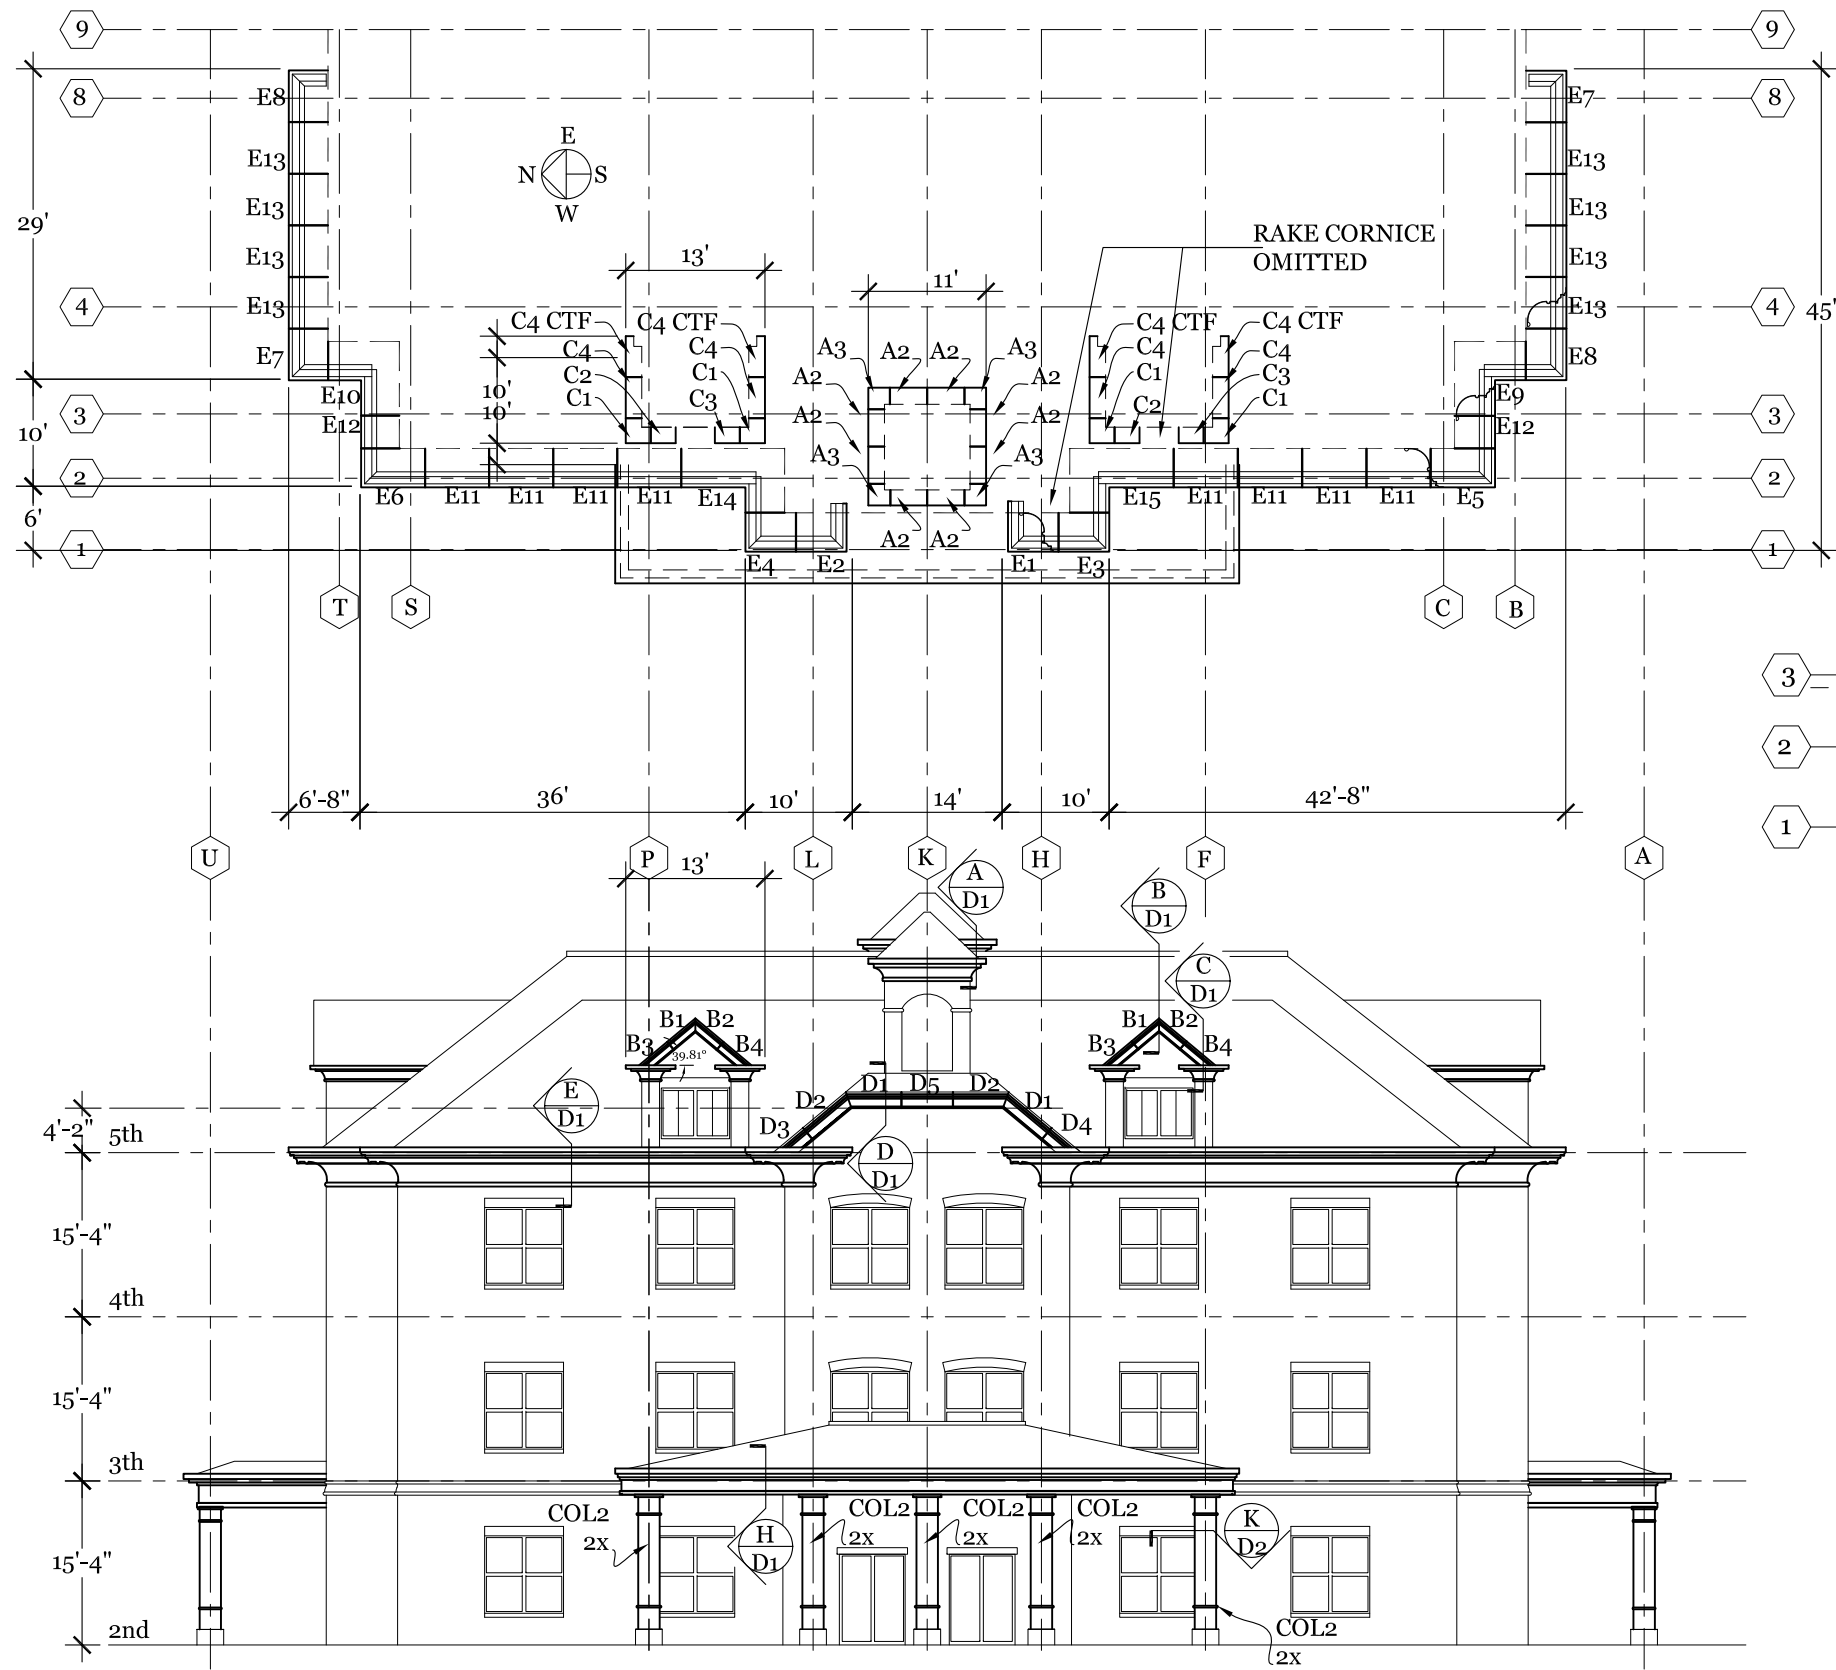 9
9
E8
8
E7
8
E
N
S
W
E13
E13
E13
E13
E13
E13
29'
RAKE CORNICE
OMITTED
13'
11'
4
E13
E13
4
45'
C4 CTF
C4 CTF
C4 CTF
C4 CTF
C4
C4
C4
C4
C2
C1
C1
C3
C1
C3
C2
C1
A3
A2
A2
A3
A2
A2
A2
A2
A3
A3
A2
A2
10'
10'
E7
E8
E10
E9
3
3
E12
E12
10'
2
2
E6
E11
E11
E11
E11
E14
E15
E11
E11
E11
E11
E5
6'
1
1
E4
E2
E1
E3
T
S
C
B
3
2
1
6'-8"
36'
10'
14'
10'
42'-8"
U
P
L
K
H
F
A
13'
A
D1
B
D1
C
D1
B1
B2
B3
B4
39.81°
B1
B2
B3
B4
E
D1
D1
D5
D2
D2
D1
D3
D4
D
D1
4'-2"
5th
15'-4"
4th
15'-4"
3th
15'-4"
2nd
COL2
2x
COL2
2x
COL2
2x
COL2
2x
H
D1
K
D2
COL2
2x